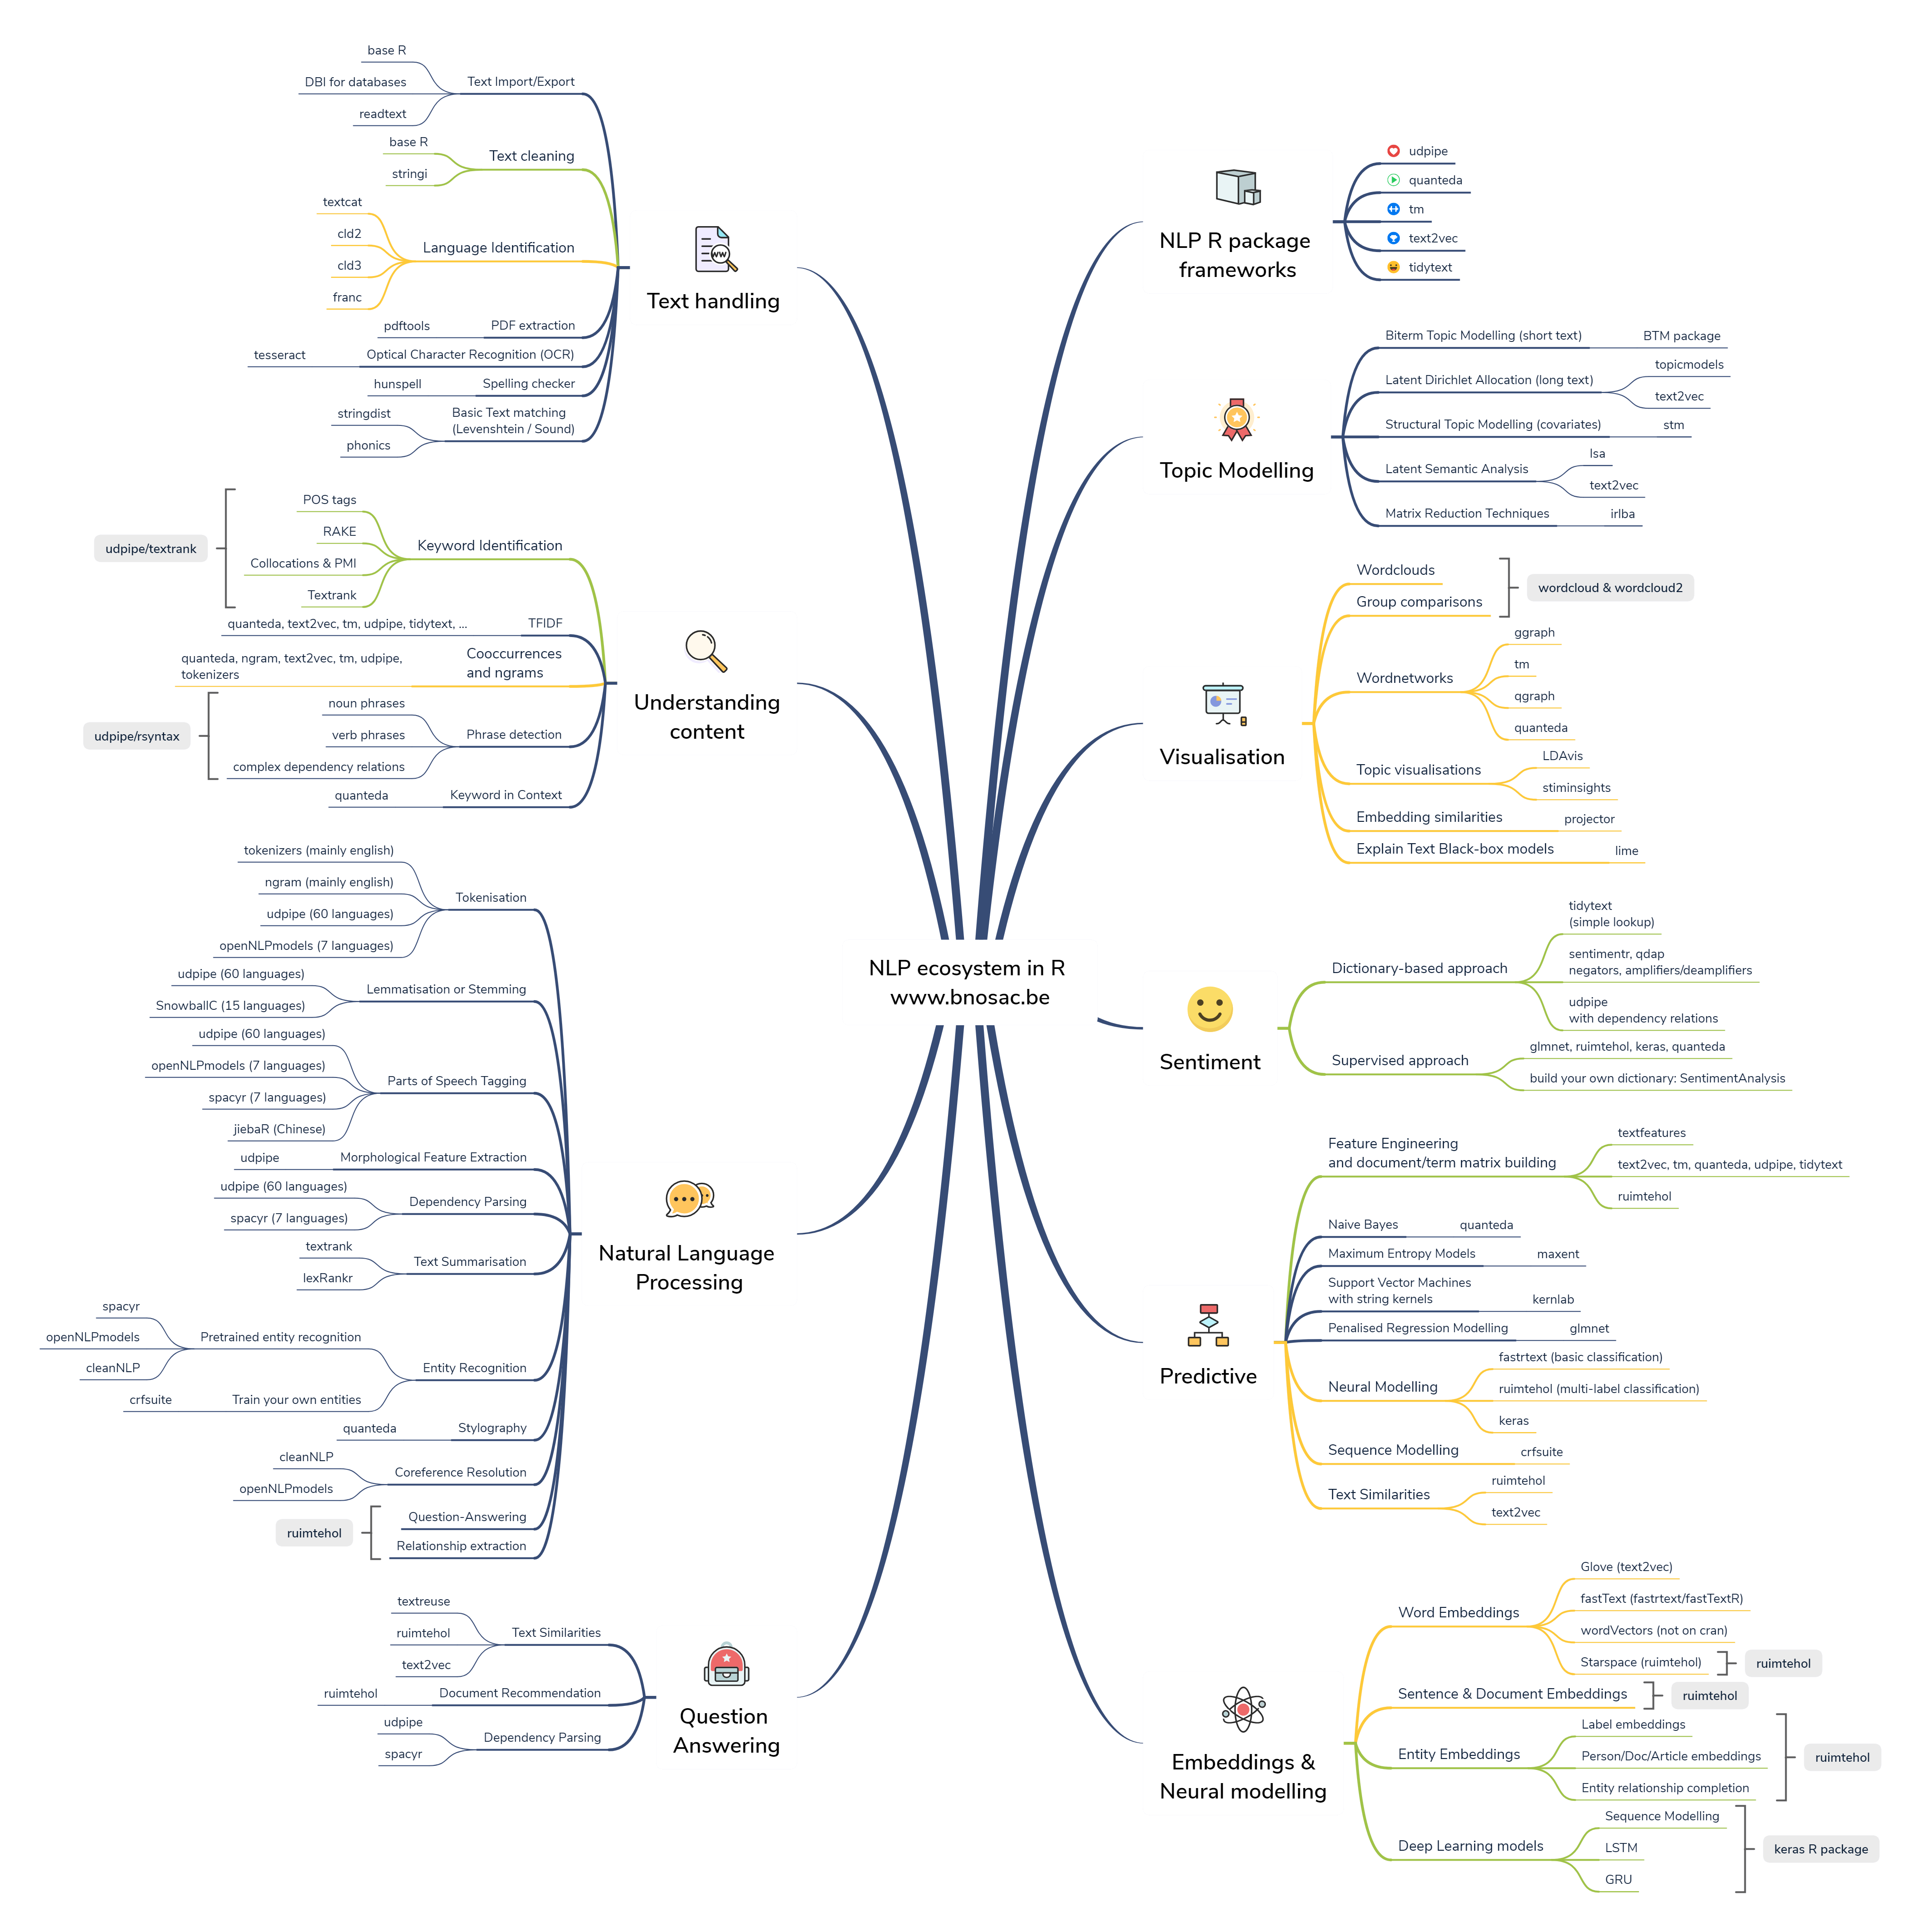 NLP ecosystem in R
www.bnosac.be
Text handling
Text Import/Export
base R
DBI for databases
readtext
Text cleaning
base R
stringi
Language Identification
textcat
cld2
cld3
franc
PDF extraction
pdftools
Optical Character Recognition (OCR)
tesseract
Spelling checker
hunspell
Basic Text matching
(Levenshtein / Sound)
stringdist
phonics
Understanding
content
Keyword Identification
POS tags
RAKE
Collocations & PMI
Textrank
udpipe/textrank
TFIDF
quanteda, text2vec, tm, udpipe, tidytext, ...
Cooccurrences
and ngrams
quanteda, ngram, text2vec, tm, udpipe,
tokenizers
Phrase detection
noun phrases
verb phrases
complex dependency relations
udpipe/rsyntax
Keyword in Context
quanteda
Natural Language
Processing
Tokenisation
tokenizers (mainly english)
ngram (mainly english)
udpipe (60 languages)
openNLPmodels (7 languages)
Lemmatisation or Stemming
udpipe (60 languages)
SnowballC (15 languages)
Parts of Speech Tagging
udpipe (60 languages)
openNLPmodels (7 languages)
spacyr (7 languages)
jiebaR (Chinese)
Morphological Feature Extraction
udpipe
Dependency Parsing
udpipe (60 languages)
spacyr (7 languages)
Text Summarisation
textrank
lexRankr
Entity Recognition
Pretrained entity recognition
spacyr
openNLPmodels
cleanNLP
Train your own entities
crfsuite
Stylography
quanteda
Coreference Resolution
cleanNLP
openNLPmodels
Question-Answering
Relationship extraction
ruimtehol
Question
Answering
Text Similarities
textreuse
ruimtehol
text2vec
Document Recommendation
ruimtehol
Dependency Parsing
udpipe
spacyr
NLP R package
frameworks
udpipe
quanteda
tm
text2vec
tidytext
Topic Modelling
Biterm Topic Modelling (short text)
BTM package
Latent Dirichlet Allocation (long text)
topicmodels
text2vec
Structural Topic Modelling (covariates)
stm
Latent Semantic Analysis
lsa
text2vec
Matrix Reduction Techniques
irlba
Visualisation
Wordclouds
Group comparisons
wordcloud & wordcloud2
Wordnetworks
ggraph
tm
qgraph
quanteda
Topic visualisations
LDAvis
stiminsights
Embedding similarities
projector
Explain Text Black-box models
lime
Sentiment
Dictionary-based approach
tidytext
(simple lookup)
sentimentr, qdap
negators, amplifiers/deamplifiers
udpipe
with dependency relations
Supervised approach
glmnet, ruimtehol, keras, quanteda
build your own dictionary: SentimentAnalysis
Predictive
Feature Engineering
and document/term matrix building
textfeatures
text2vec, tm, quanteda, udpipe, tidytext
ruimtehol
Naive Bayes
quanteda
Maximum Entropy Models
maxent
Support Vector Machines
with string kernels
kernlab
Penalised Regression Modelling
glmnet
Neural Modelling
fastrtext (basic classification)
ruimtehol (multi-label classification)
keras
Sequence Modelling
crfsuite
Text Similarities
ruimtehol
text2vec
Embeddings &
Neural modelling
Word Embeddings
Glove (text2vec)
fastText (fastrtext/fastTextR)
wordVectors (not on cran)
Starspace (ruimtehol)
ruimtehol
Sentence & Document Embeddings
ruimtehol
Entity Embeddings
Label embeddings
Person/Doc/Article embeddings
Entity relationship completion
ruimtehol
Deep Learning models
Sequence Modelling
LSTM
GRU
keras R package